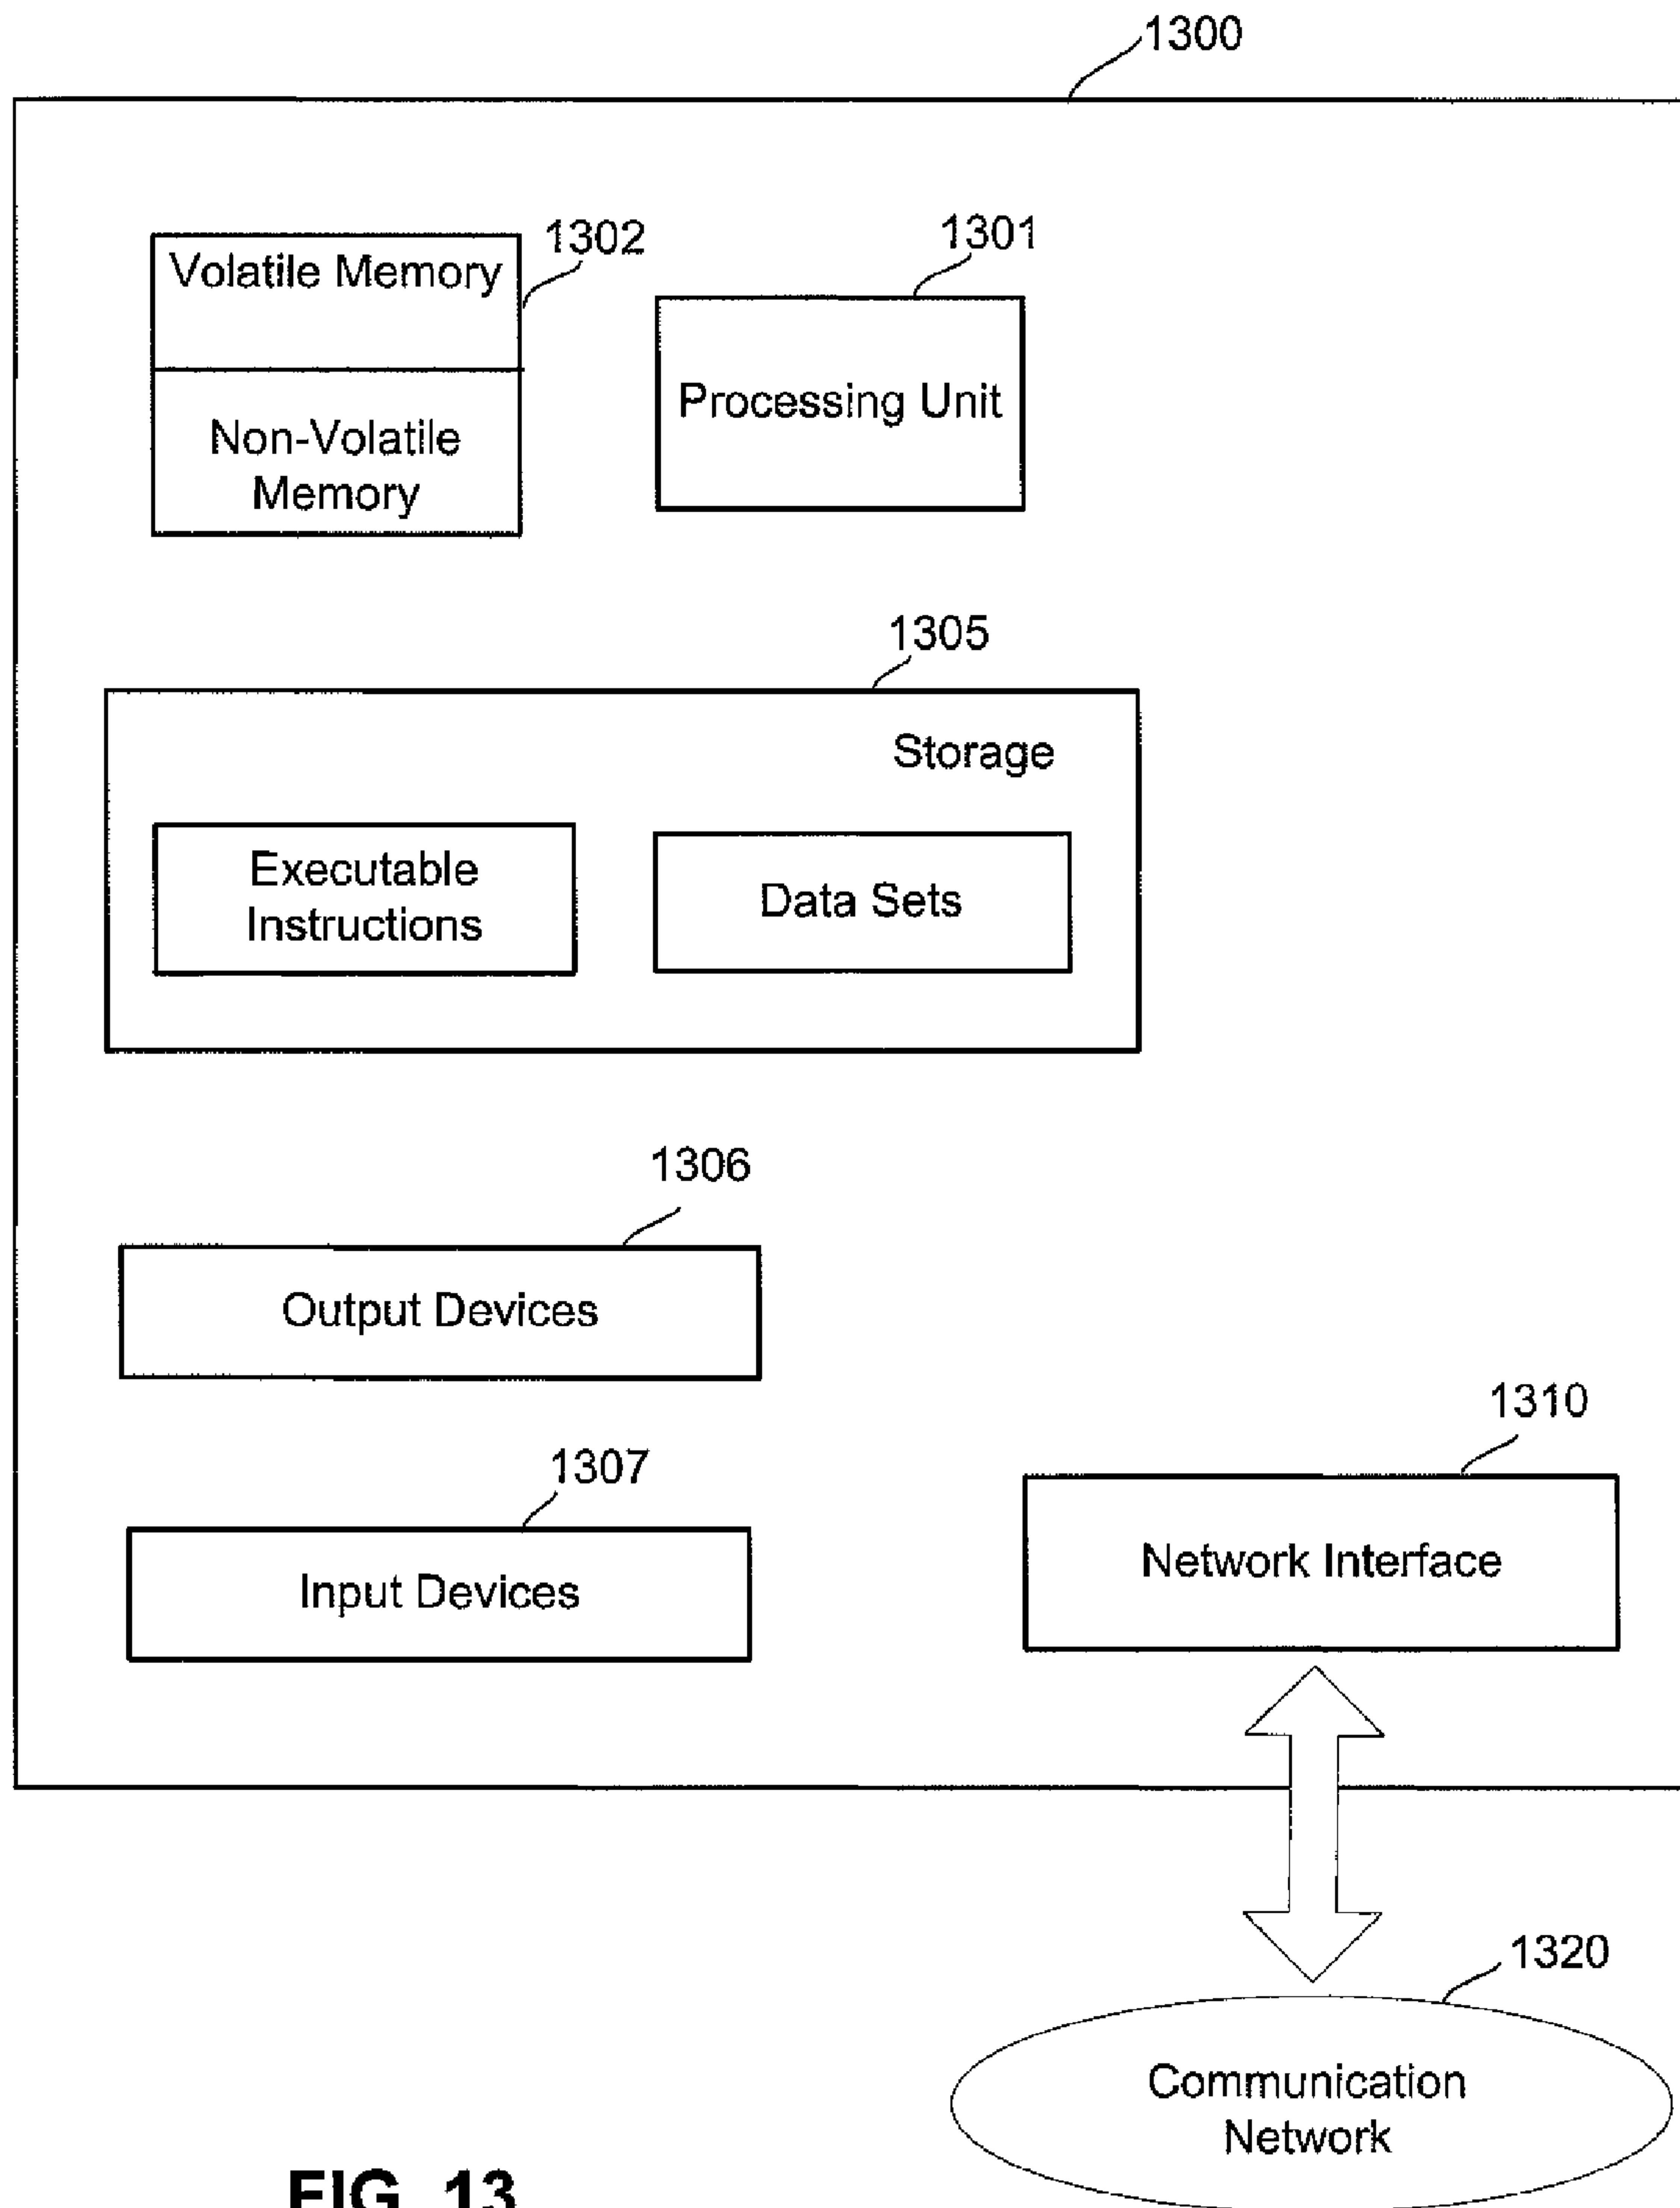 1300
1302
1301
Volatile Memory
Processing Unit
Non-Volatile
Memory
1305
Storage
Executable
Instructions
Data Sets
1306
Output Devices
1310
1307
Network Interface
Input Devices
1320
Communication
Network
FIG. 13